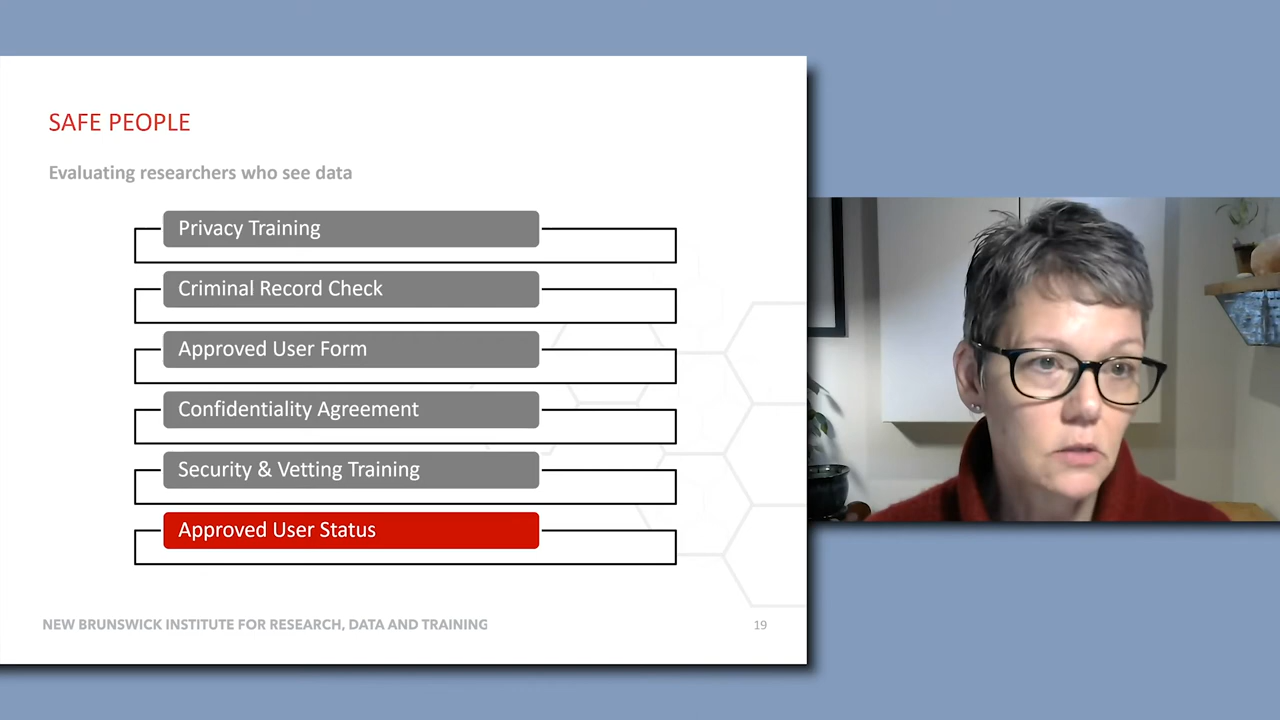 SAFE PEOPLE
Evaluating researchers who see data
Privacy Training
Criminal Record Check
Approved User Form
Confidentiality Agreement
Security & Vetting Training
Approved User Status
NEW BRUNSWICK INSTITUTE FOR RESEARCH, DATA AND TRAINING
19